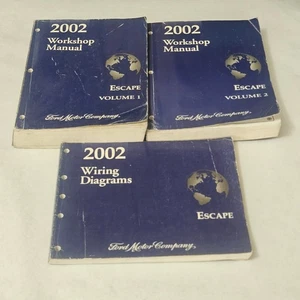 2002
Workshop
Manual
ESCAPE
VOLUME 1
Ford Motor Company,
2002
Workshop
Manual
ESCAPE
VOLUME 2
Ford Motor Company,
2002
Wiring
Diagrams
ESCAPE
Ford Motor Company,